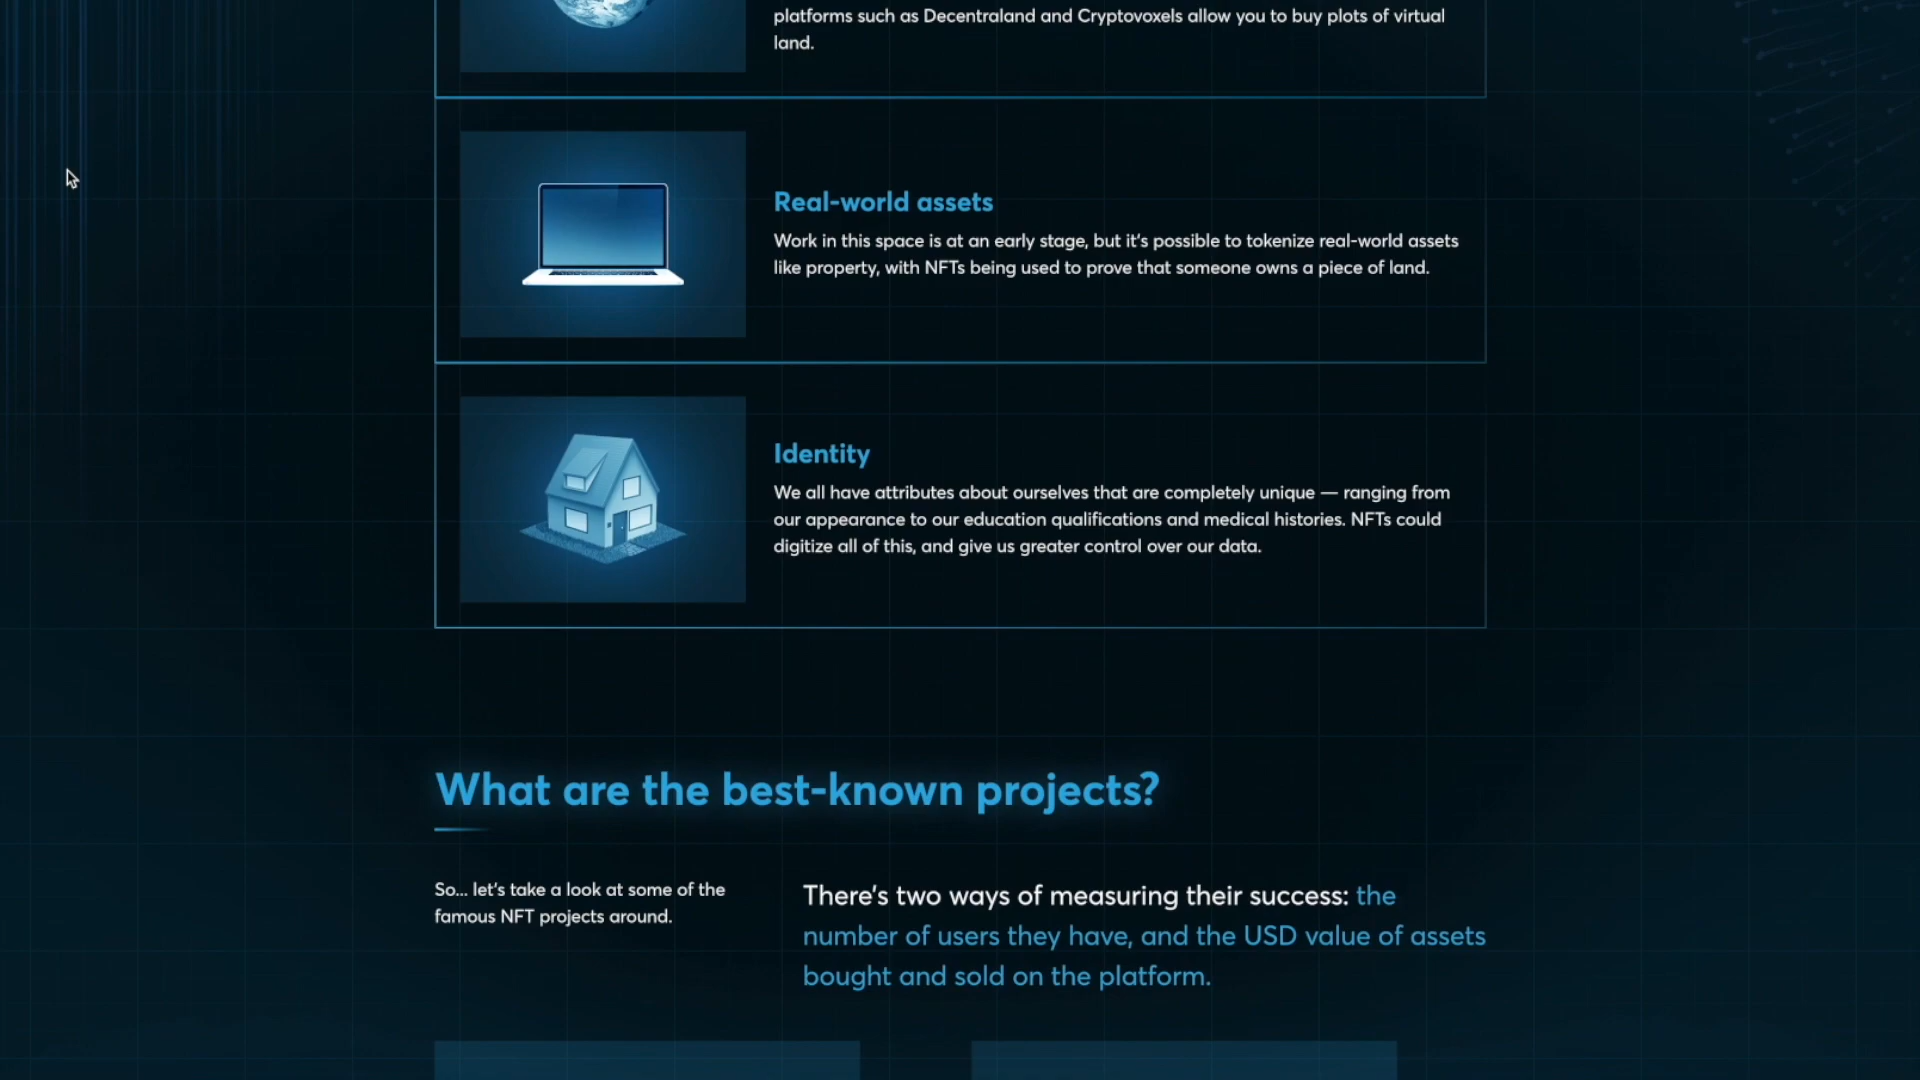 platforms such as Decentraland and Cryptovoxels allow you to buy plots of virtual
land.
Real-world assets
Work in this space is at an early stage, but it's possible to tokenize real-world assets
like property, with NFTs being used to prove that someone owns a piece of land.
Identity
We all have attributes about ourselves that are completely unique — ranging from
our appearance to our education qualifications and medical histories. NFTs could
digitize all of this, and give us greater control over our data.
What are the best-known projects?
So... let's take a look at some of the
famous NFT projects around.
There's two ways of measuring their success: the
number of users they have, and the USD value of assets
bought and sold on the platform.